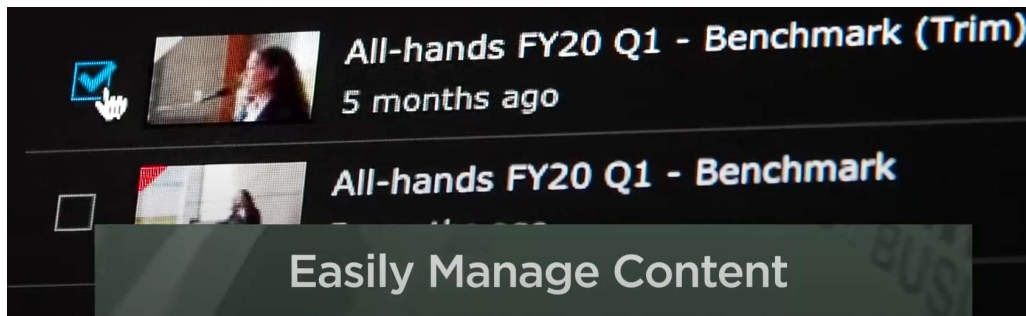 All-hands FY20 Q1 - Benchmark (Trim)
5 months ago
All-hands FY20 Q1 - Benchmark
Easily Manage Content